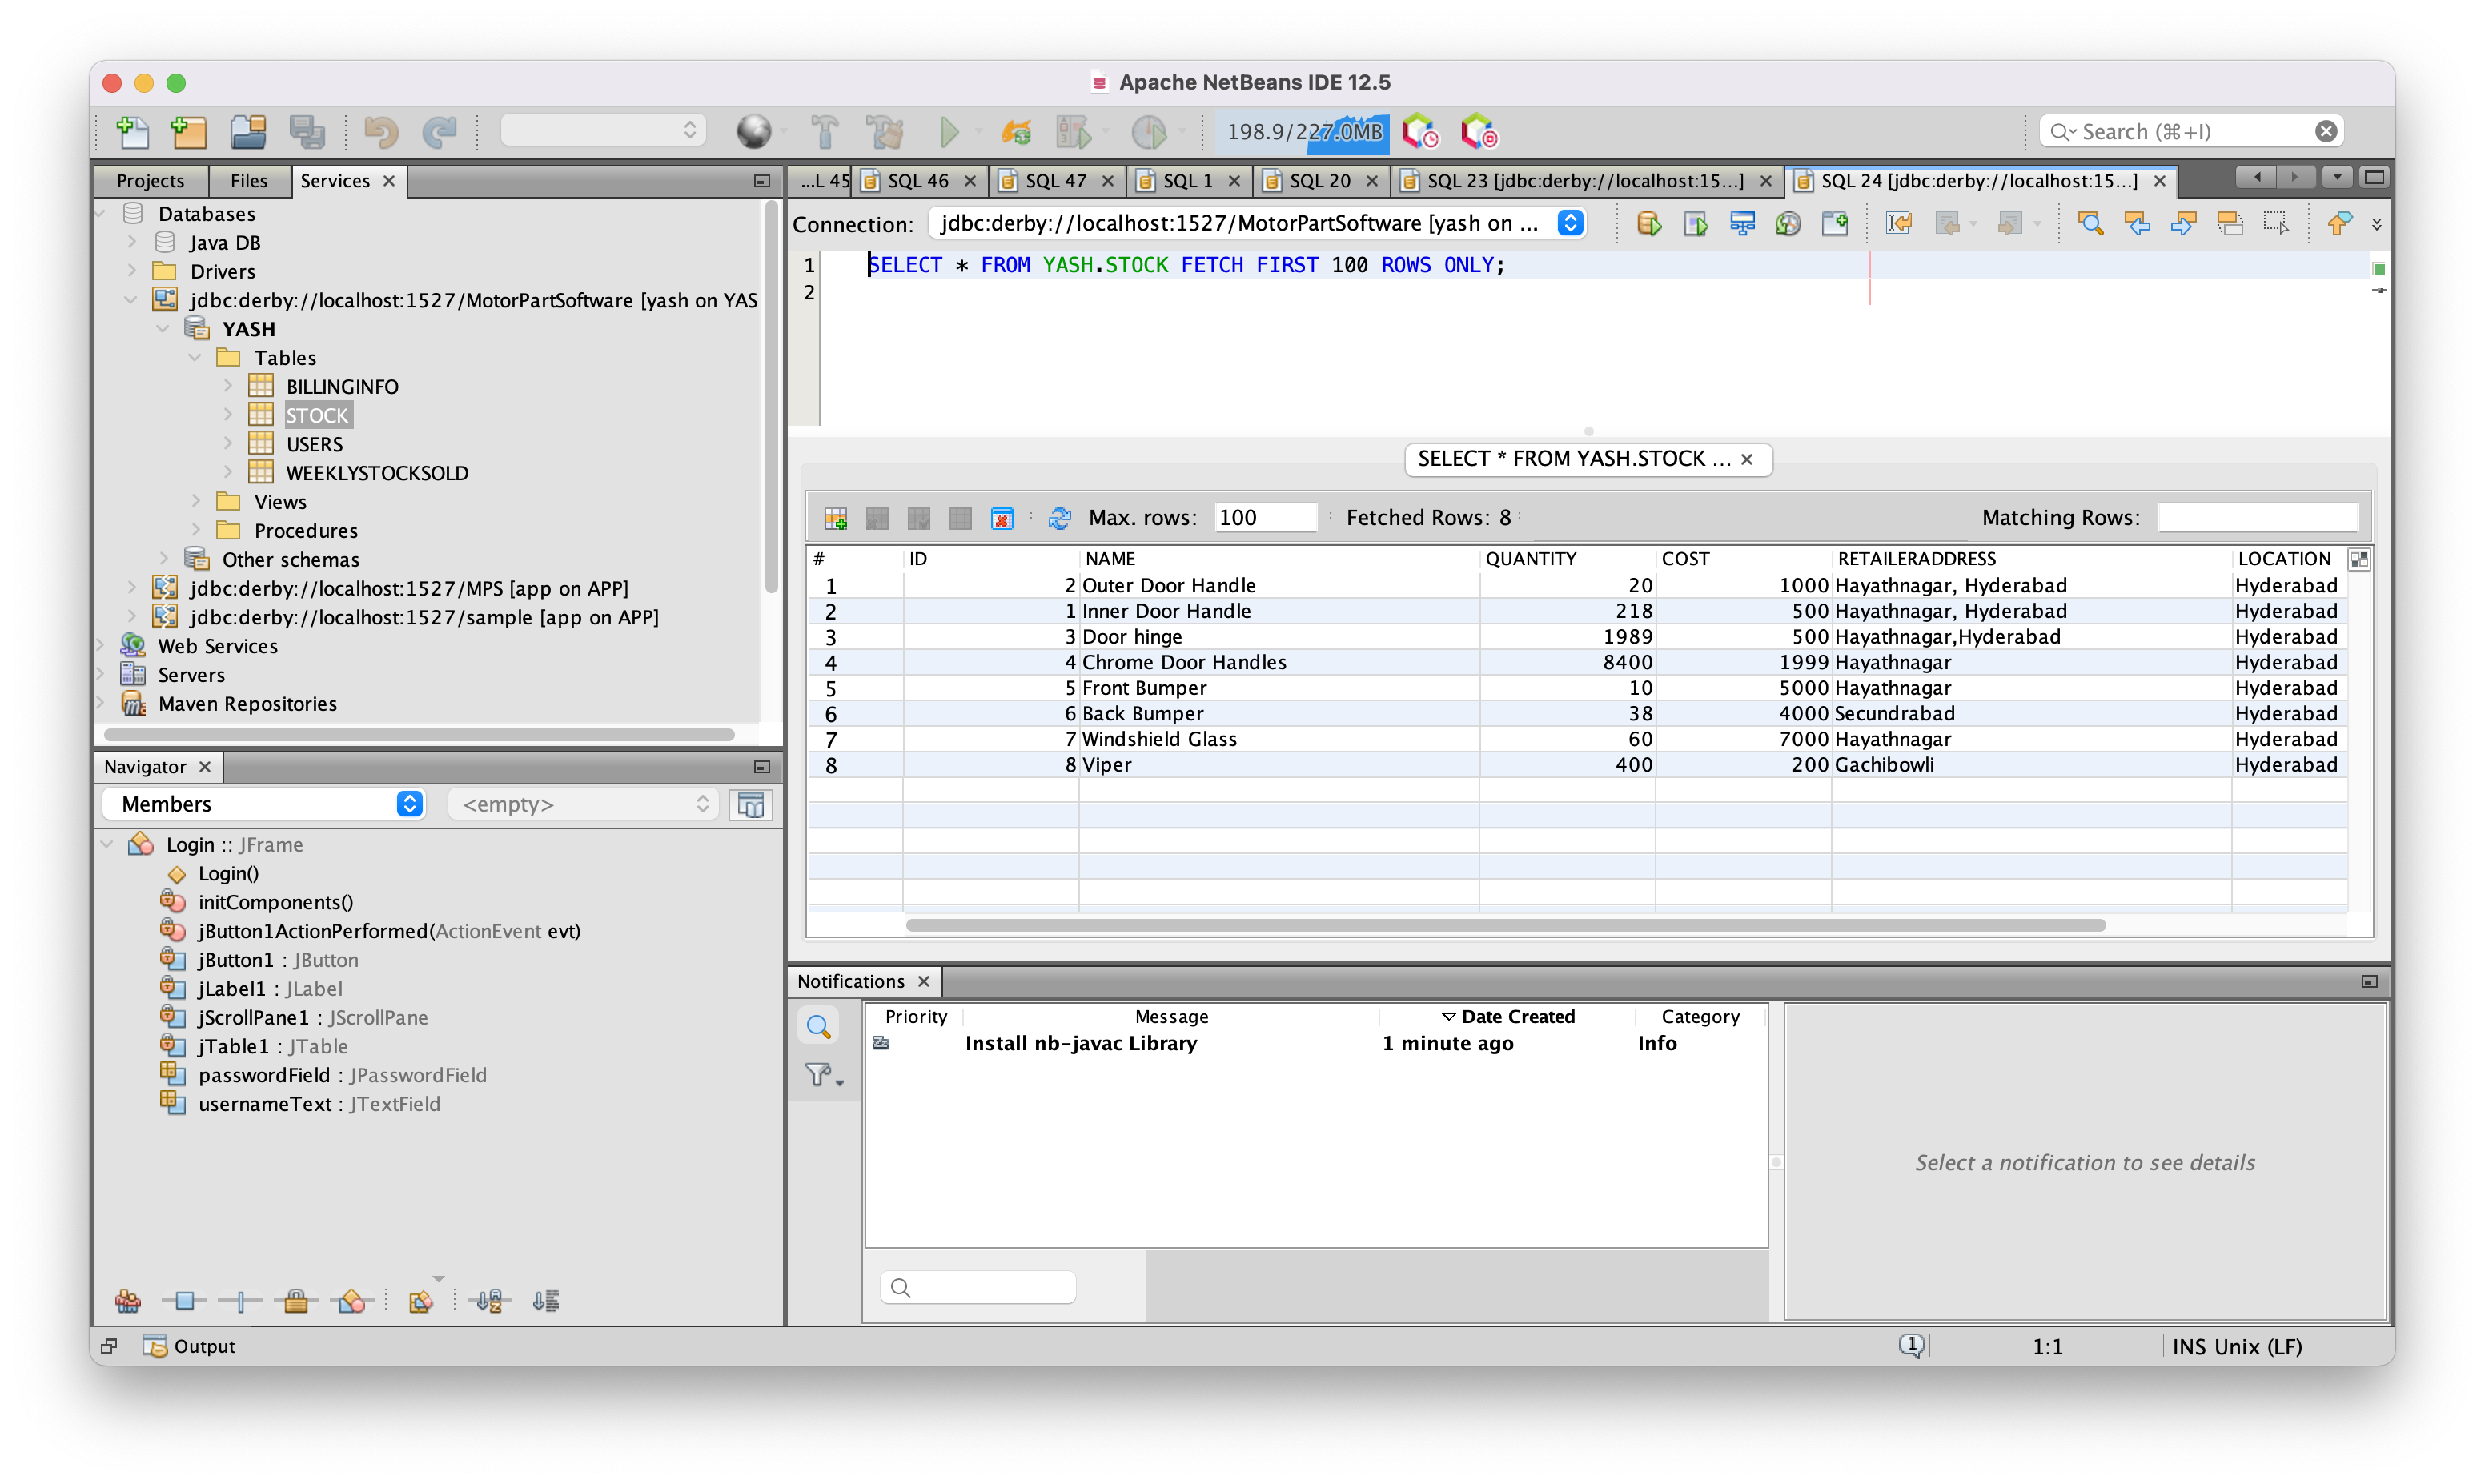 Apache NetBeans IDE 12.5
198.9/227.0MB
Search (⌘+I)
Projects Files Services
...L 45 SQL 46 SQL 47 SQL 1 SQL 20 SQL 23 [jdbc:derby://localhost:15...] SQL 24 [jdbc:derby://localhost:15...]
Databases
Java DB
Drivers
jdbc:derby://localhost:1527/MotorPartSoftware [yash on YAS
YASH
Tables
BILLINGINFO
STOCK
USERS
WEEKLYSTOCKSOLD
Views
Procedures
Other schemas
jdbc:derby://localhost:1527/MPS [app on APP]
jdbc:derby://localhost:1527/sample [app on APP]
Web Services
Servers
Maven Repositories
Connection: jdbc:derby://localhost:1527/MotorPartSoftware [yash on ...
1 SELECT * FROM YASH.STOCK FETCH FIRST 100 ROWS ONLY;
2
SELECT * FROM YASH.STOCK ...
Max. rows: 100 Fetched Rows: 8 Matching Rows:
# ID NAME QUANTITY COST RETAILERADDRESS LOCATION
1 2 Outer Door Handle 20 1000 Hayathnagar, Hyderabad Hyderabad
2 1 Inner Door Handle 218 500 Hayathnagar, Hyderabad Hyderabad
3 3 Door hinge 1989 500 Hayathnagar,Hyderabad Hyderabad
4 4 Chrome Door Handles 8400 1999 Hayathnagar Hyderabad
5 5 Front Bumper 10 5000 Hayathnagar Hyderabad
6 6 Back Bumper 38 4000 Secundrabad Hyderabad
7 7 Windshield Glass 60 7000 Hayathnagar Hyderabad
8 8 Viper 400 200 Gachibowli Hyderabad
Navigator
Members <empty>
Login :: JFrame
Login()
initComponents()
jButton1ActionPerformed(ActionEvent evt)
jButton1 : JButton
jLabel1 : JLabel
jScrollPane1 : JScrollPane
jTable1 : JTable
passwordField : JPasswordField
usernameText : JTextField
Notifications
Priority Message Date Created Category
Install nb-javac Library 1 minute ago Info
Select a notification to see details
Output
1 1:1 INS Unix (LF)